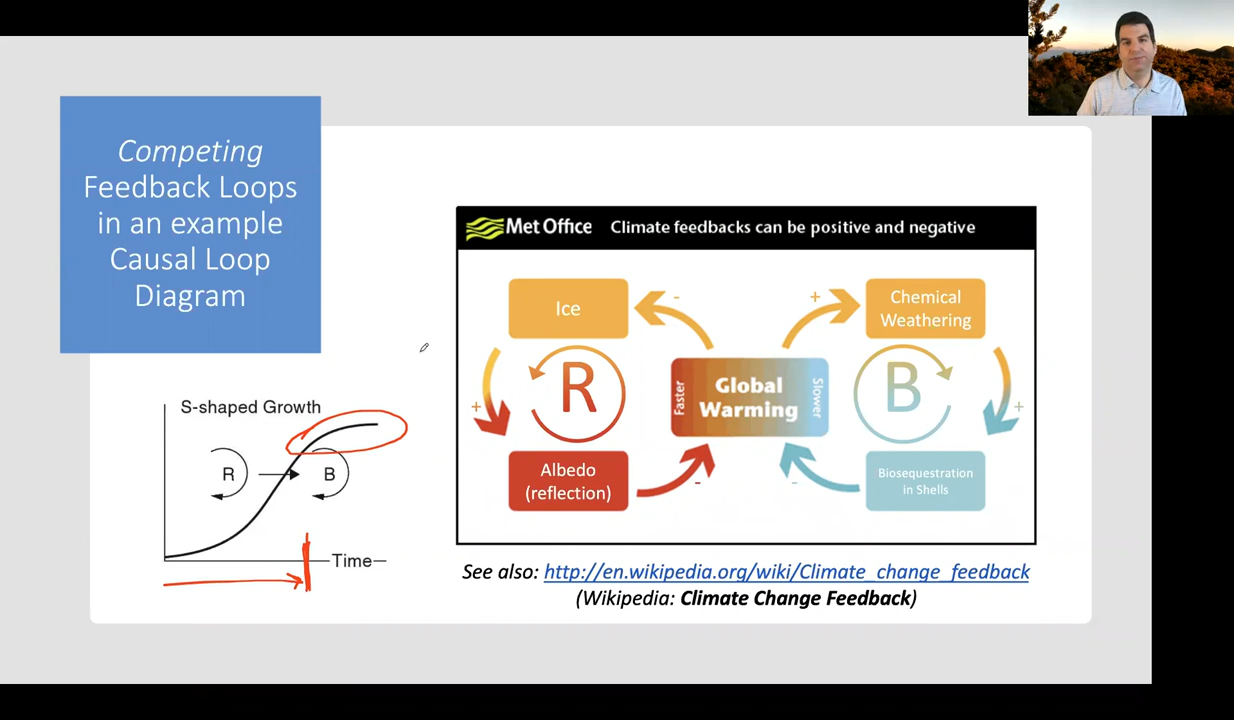 Competing
Feedback Loops
in an example
Causal Loop
Diagram
S-shaped Growth
R
B
Time
Met Office Climate feedbacks can be positive and negative
Ice
-
+
Chemical
Weathering
+
R
Faster
Global
Warming
Slower
B
+
Albedo
(reflection)
-
-
Biosequestration
in Shells
See also: http://en.wikipedia.org/wiki/Climate_change_feedback
(Wikipedia: Climate Change Feedback)